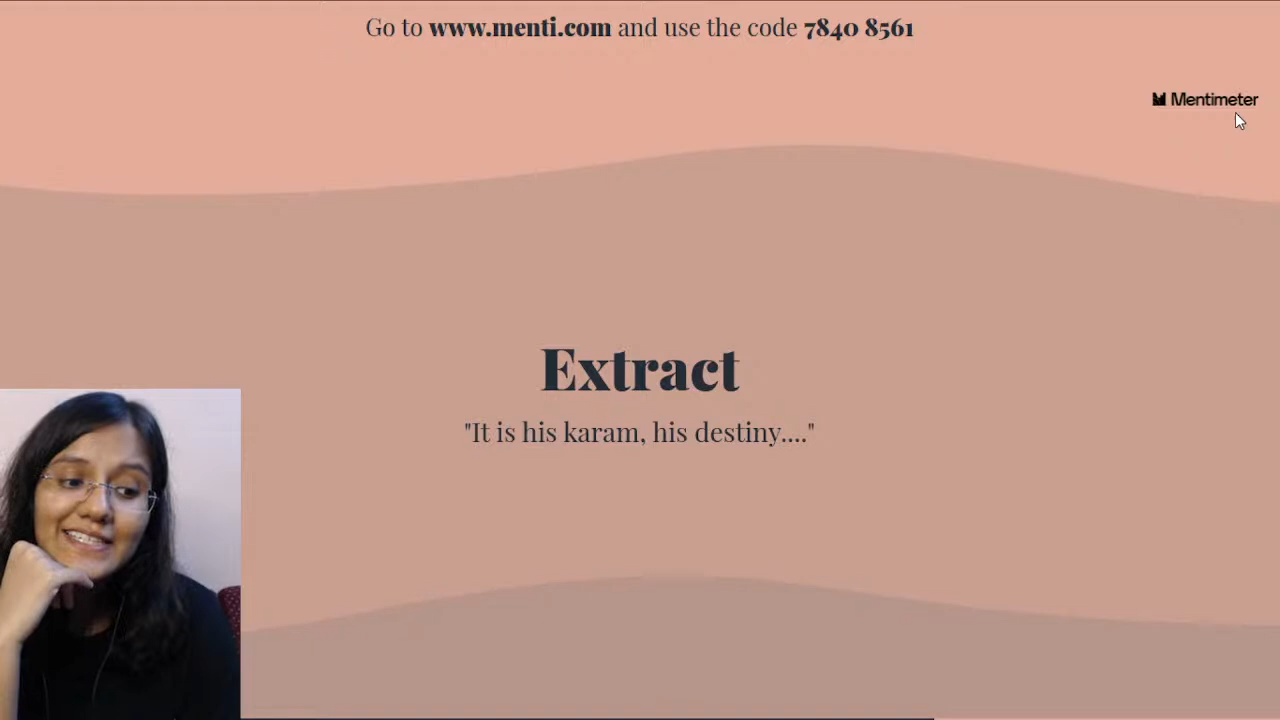 Go to www.menti.com and use the code 7840 8561
Mentimeter
Extract
"It is his karam, his destiny...."